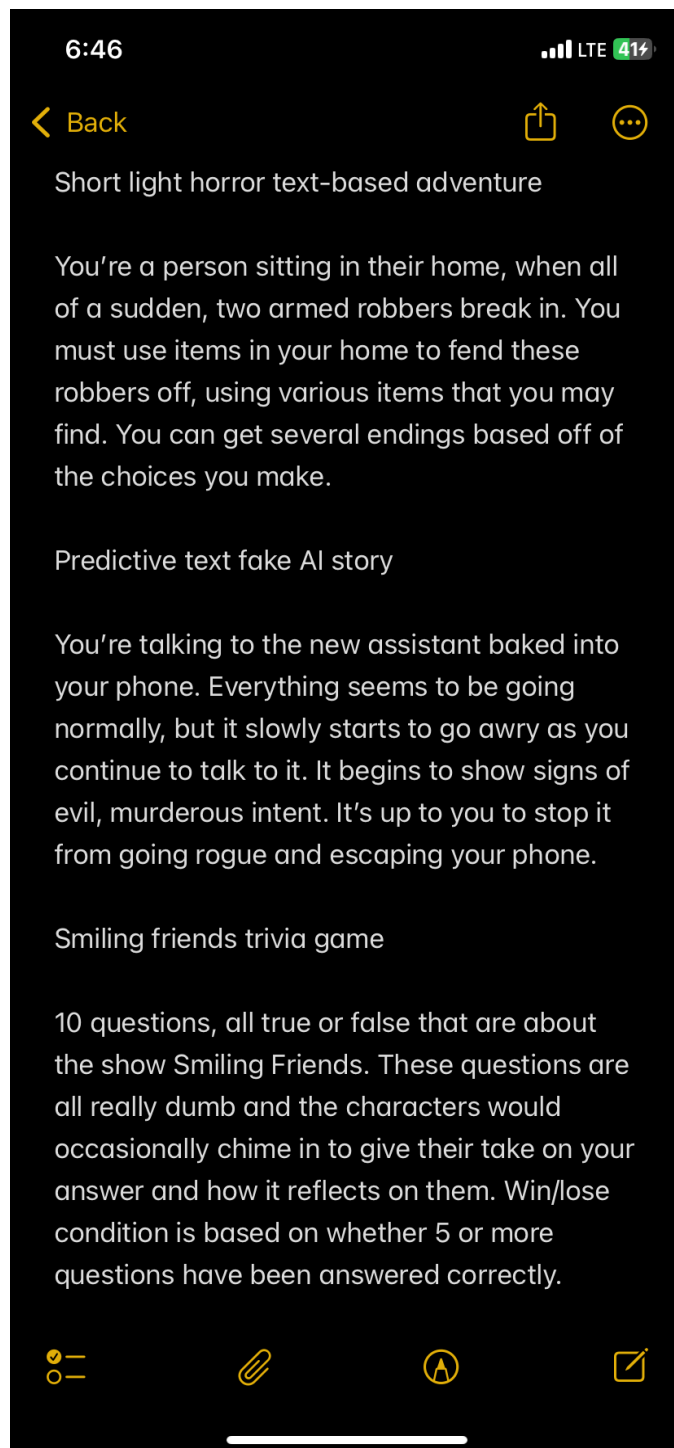 6:46
LTE 41
Back
Short light horror text-based adventure
You’re a person sitting in their home, when all
of a sudden, two armed robbers break in. You
must use items in your home to fend these
robbers off, using various items that you may
find. You can get several endings based off of
the choices you make.
Predictive text fake AI story
You’re talking to the new assistant baked into
your phone. Everything seems to be going
normally, but it slowly starts to go awry as you
continue to talk to it. It begins to show signs of
evil, murderous intent. It’s up to you to stop it
from going rogue and escaping your phone.
Smiling friends trivia game
10 questions, all true or false that are about
the show Smiling Friends. These questions are
all really dumb and the characters would
occasionally chime in to give their take on your
answer and how it reflects on them. Win/lose
condition is based on whether 5 or more
questions have been answered correctly.